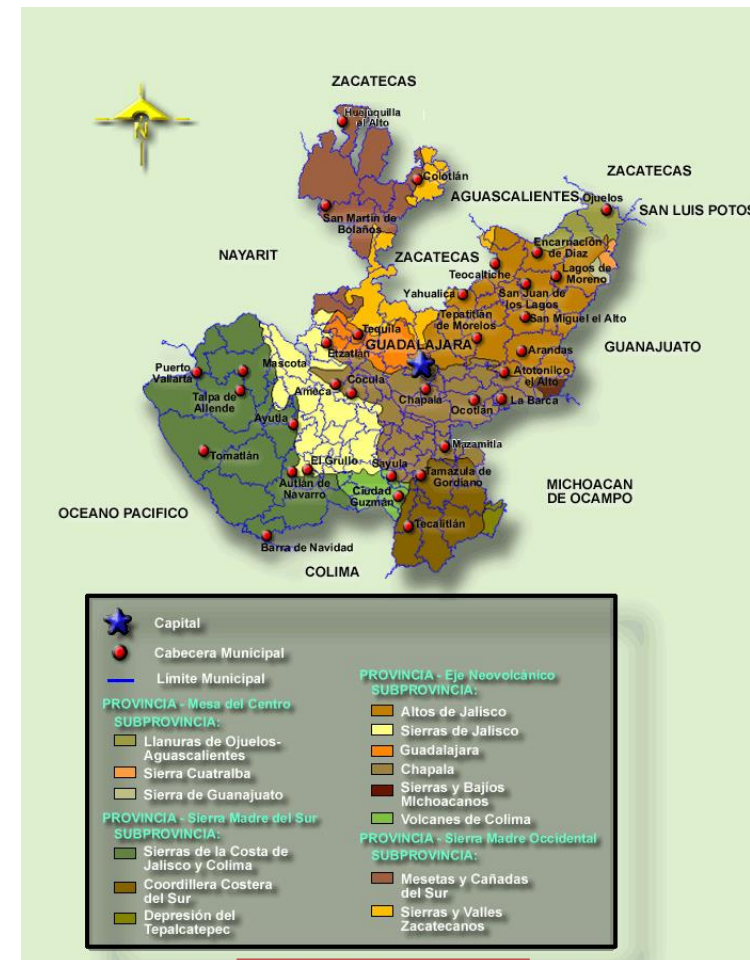 ZACATECAS
Huejuquilla
el Alto
Colotlán
ZACATECAS
AGUASCALIENTES
Ojuelos
SAN LUIS POTOS
San Martín de
Bolaños
Encarnación
de Diaz
NAYARIT
ZACATECAS
Teocaltiche
Lagos de
Moreno
Yahualica
San Juan de
los Lagos
Tepatitlán
de Morelos
San Miguel el Alto
Tequila
GUADALAJARA
GUANAJUATO
Etzatlán
Arandas
Puerto
Vallarta
Mascota
Cocula
Atotonilco
el Alto
Ameca
Talpa de
Allende
Chapala
La Barca
Ocotlán
Ayutla
Mazamitla
Tomatlán
El Grullo
Sayula
Tamazula de
Gordiano
Autlán de
Navarro
Ciudad
Guzmán
MICHOACAN
DE OCAMPO
OCEANO PACIFICO
Tecalitlán
Barra de Navidad
COLIMA
N
Capital
Cabecera Municipal
Límite Municipal
PROVINCIA - Mesa del Centro
SUBPROVINCIA:
Llanuras de Ojuelos-
Aguascalientes
Sierra Cuatralba
Sierra de Guanajuato
PROVINCIA - Sierra Madre del Sur
SUBPROVINCIA:
Sierras de la Costa de
Jalisco y Colima
Coordillera Costera
del Sur
Depresión del
Tepalcatepec
PROVINCIA - Eje Neovolcánico
SUBPROVINCIA:
Altos de Jalisco
Sierras de Jalisco
Guadalajara
Chapala
Sierras y Bajíos
MIchoacanos
Volcanes de Colima
PROVINCIA - Sierra Madre Occidental
SUBPROVINCIA:
Mesetas y Cañadas
del Sur
Sierras y Valles
Zacatecanos